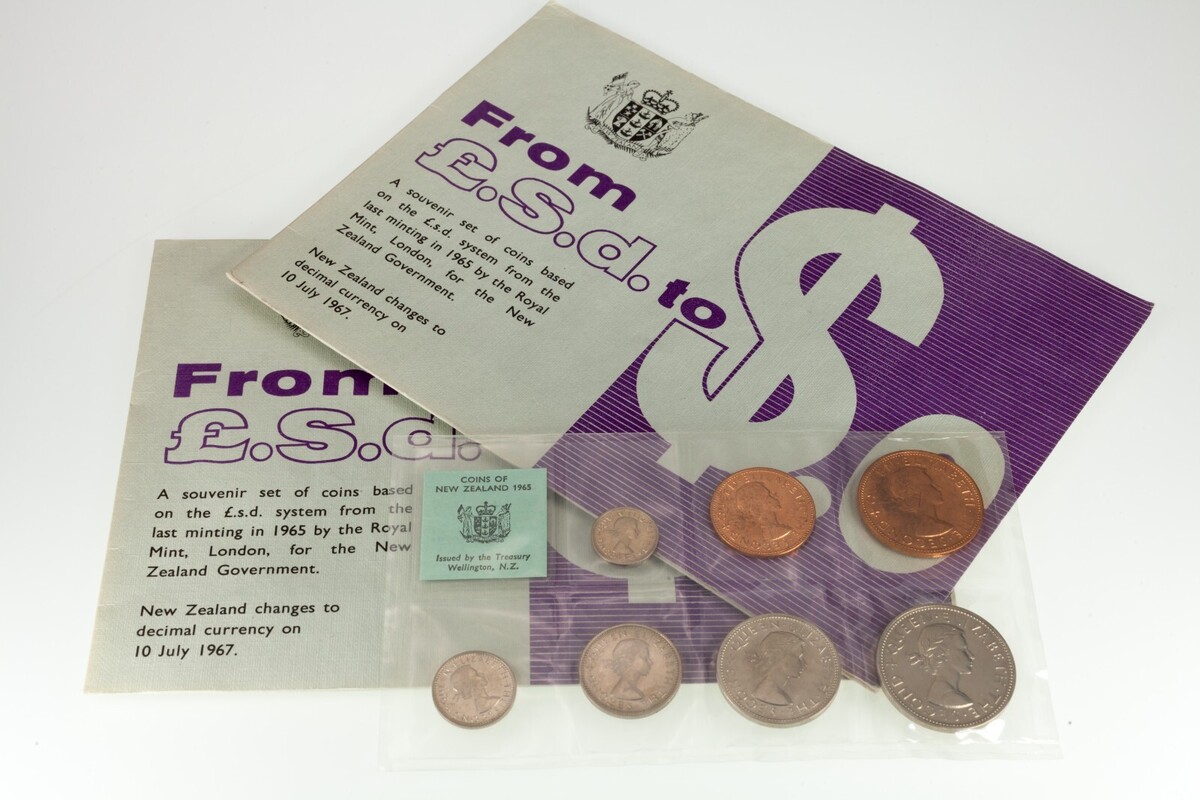 From
£.s.d. to
$
A souvenir set of coins based
on the £.s.d. system from the
last minting in 1965 by the Royal
Mint, London, for the New
Zealand Government.
New Zealand changes to
decimal currency on
10 July 1967.
From
£.s.d.
A souvenir set of coins based
on the £.s.d. system from the
last minting in 1965 by the Royal
Mint, London, for the New
Zealand Government.
New Zealand changes to
decimal currency on
10 July 1967.
COINS OF
NEW ZEALAND 1965
Issued by the Treasury
Wellington, N.Z.
QUEEN ELIZABETH THE SECOND